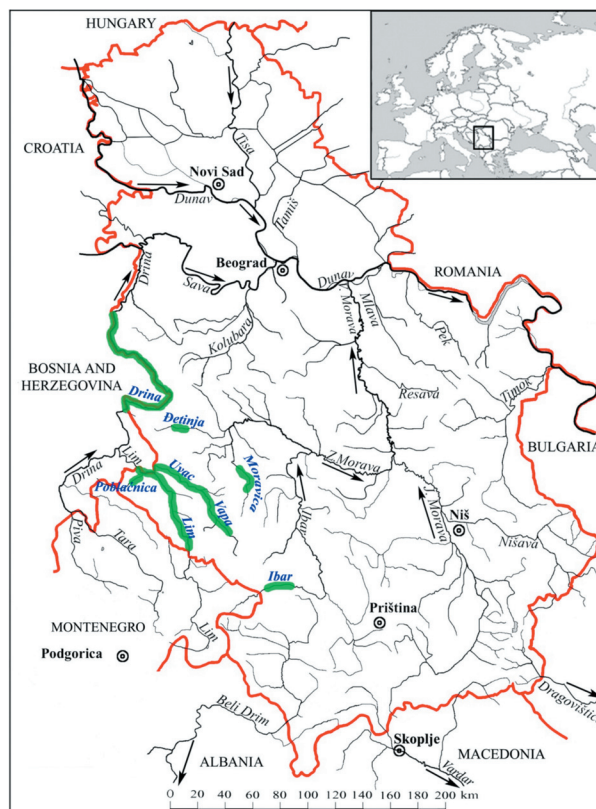 HUNGARY
CROATIA
Tisa
Novi Sad
Dunav
Tamiš
Beograd
Drina
Sava
Dunav
ROMANIA
V. Morava
Mlava
Pek
Kolubara
BOSNIA AND
HERZEGOVINA
Drina
Resava
Timok
Đetinja
BULGARIA
Lim
Drina
Uvac
Moravica
Z. Morava
Poblaćnica
Vapa
Ibar
J. Morava
Niš
Piva
Tara
Lim
Nišava
Ibar
Priština
MONTENEGRO
Lim
Podgorica
Dragovištica
Beli Drim
Skoplje
ALBANIA
MACEDONIA
Vardar
0 20 40 60 80 100 120 140 160 180 200 km